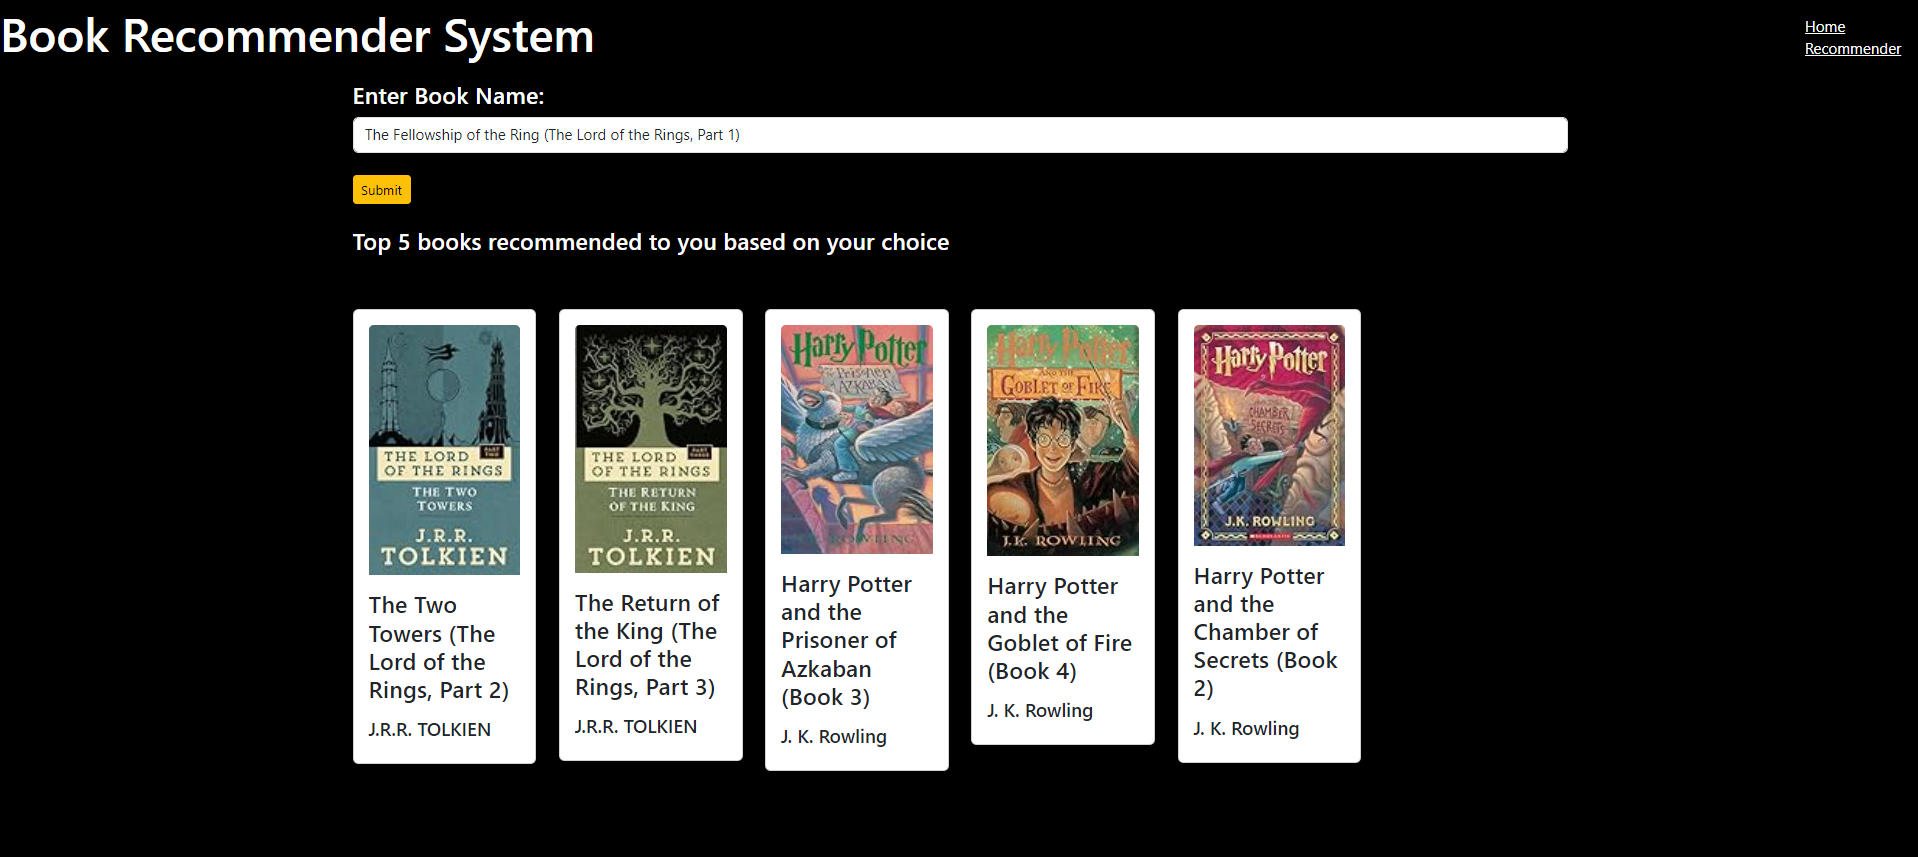 Book Recommender System
Home
Recommender
Enter Book Name:
The Fellowship of the Ring (The Lord of the Rings, Part 1)
Submit
Top 5 books recommended to you based on your choice
PART TWO
THE LORD
OF THE RINGS
THE TWO
TOWERS
J.R.R.
TOLKIEN
The Two
Towers (The
Lord of the
Rings, Part 2)
J.R.R. TOLKIEN
PART THREE
THE LORD
OF THE RINGS
THE RETURN
OF THE KING
J.R.R.
TOLKIEN
The Return of
the King (The
Lord of the
Rings, Part 3)
J.R.R. TOLKIEN
Harry Potter
and the Prisoner
of AZKABAN
J.K. ROWLING
Harry Potter
and the
Prisoner of
Azkaban
(Book 3)
J. K. Rowling
Harry Potter
AND THE
GOBLET OF FIRE
J.K. ROWLING
Harry Potter
and the
Goblet of Fire
(Book 4)
J. K. Rowling
Harry Potter
CHAMBER
SECRETS
J.K. ROWLING
SCHOLASTIC
Harry Potter
and the
Chamber of
Secrets (Book
2)
J. K. Rowling